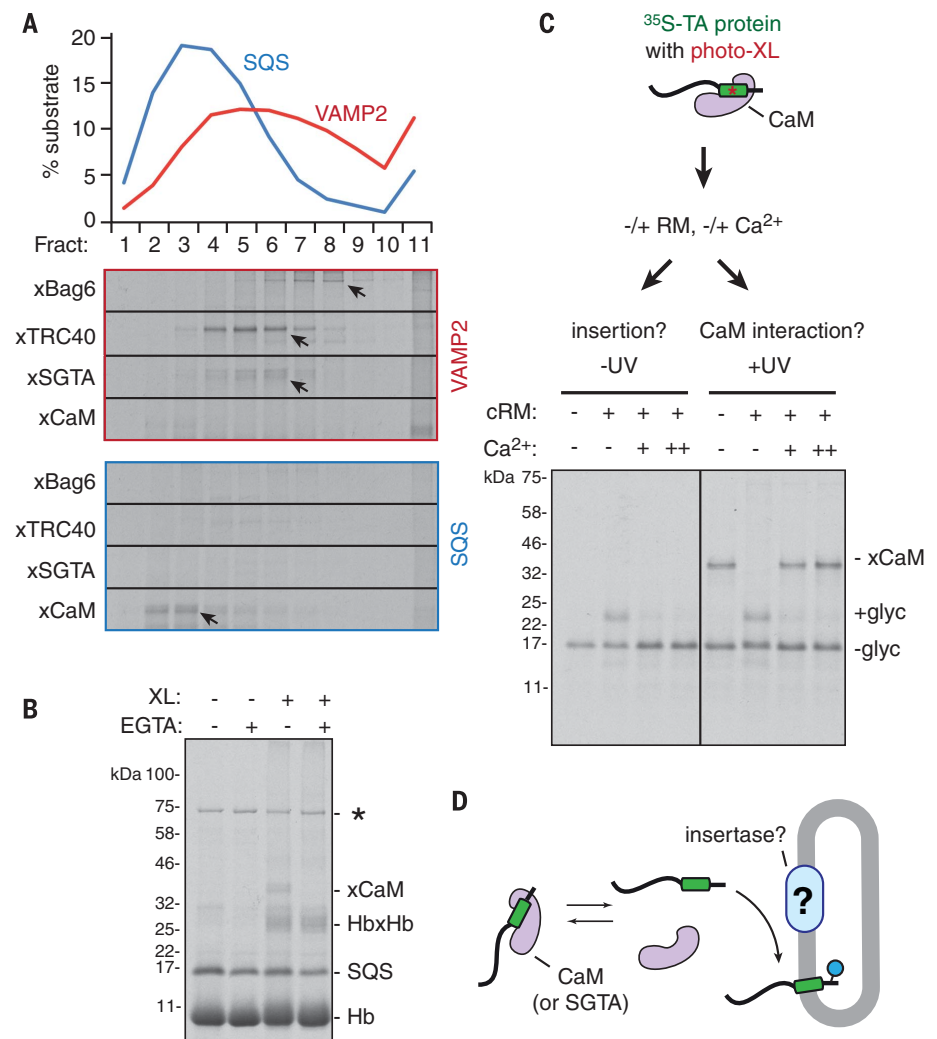 A
20
15
10
5
0
% substrate
SQS
VAMP2
Fract: 1 2 3 4 5 6 7 8 9 10 11
xBag6
xTRC40
xSGTA
xCaM
VAMP2
xBag6
xTRC40
xSGTA
xCaM
SQS
B
XL: - - + +
EGTA: - + - +
kDa 100-
75-
58-
46-
32-
25-
22-
17-
11-
- *
- xCaM
- HbxHb
- SQS
- Hb
C
³⁵S-TA protein
with photo-XL
CaM
-/+ RM, -/+ Ca²⁺
insertion?
-UV
CaM interaction?
+UV
cRM: - + + + - + + +
Ca²⁺: - - + ++ - - + ++
kDa 75-
58-
46-
32-
25-
22-
17-
11-
- xCaM
+glyc
-glyc
D
insertase?
?
CaM
(or SGTA)